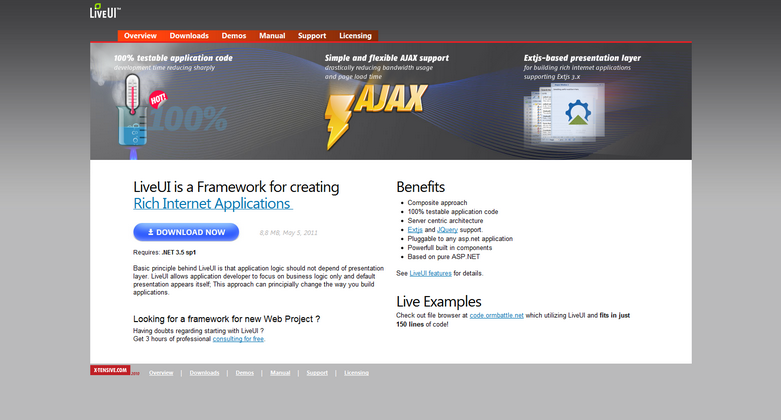 LiveUI™
Overview Downloads Demos Manual Support Licensing
100% testable application code
development time reducing sharply
HOT!
100%
Simple and flexible AJAX support
drastically reducing bandwidth usage
and page load time
AJAX
Extjs-based presentation layer
for building rich internet applications
supporting Extjs 3.x
LiveUI is a Framework for creating
Rich Internet Applications
DOWNLOAD NOW
8,8 MB, May 5, 2011
Requires: .NET 3.5 sp1
Basic principle behind LiveUI is that application logic should not depend of presentation
layer. LiveUI allows application developer to focus on business logic only and default
presentation appears itself; This approach can principially change the way you build
applications.
Looking for a framework for new Web Project ?
Having doubts regarding starting with LiveUI ?
Get 3 hours of professional consulting for free.
Benefits
Composite approach
100% testable application code
Server centric architecture
Extjs and JQuery support.
Pluggable to any asp.net application
Powerfull built in components
Based on pure ASP.NET
See LiveUI features for details.
Live Examples
Check out file browser at code.ormbattle.net which utilizing LiveUI and fits in just
150 lines of code!
X-TENSIVE.COM
Overview | Downloads | Demos | Manual | Support | Licensing